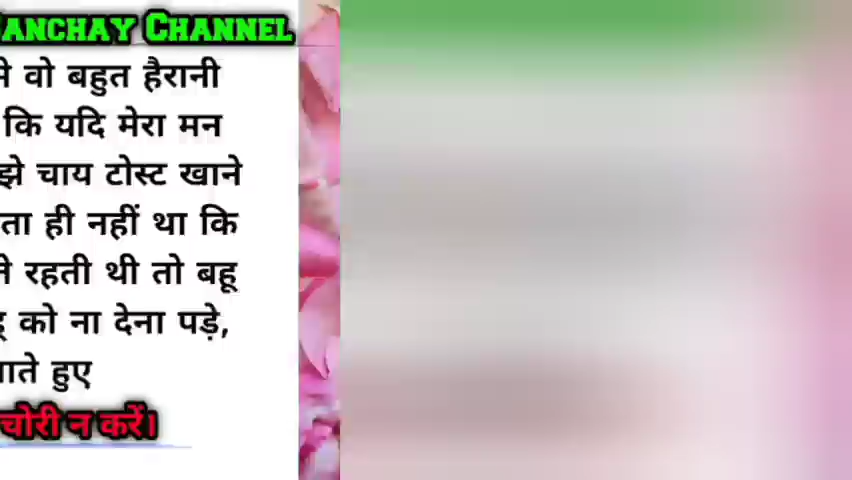 ANCHAY CHANNEL
वो बहुत हैरानी
कि यदि मेरा मन
चाय टोस्ट खाने
ता ही नहीं था कि
रहती थी तो बहू
को ना देना पड़े,
हुए
चोरी न करें।